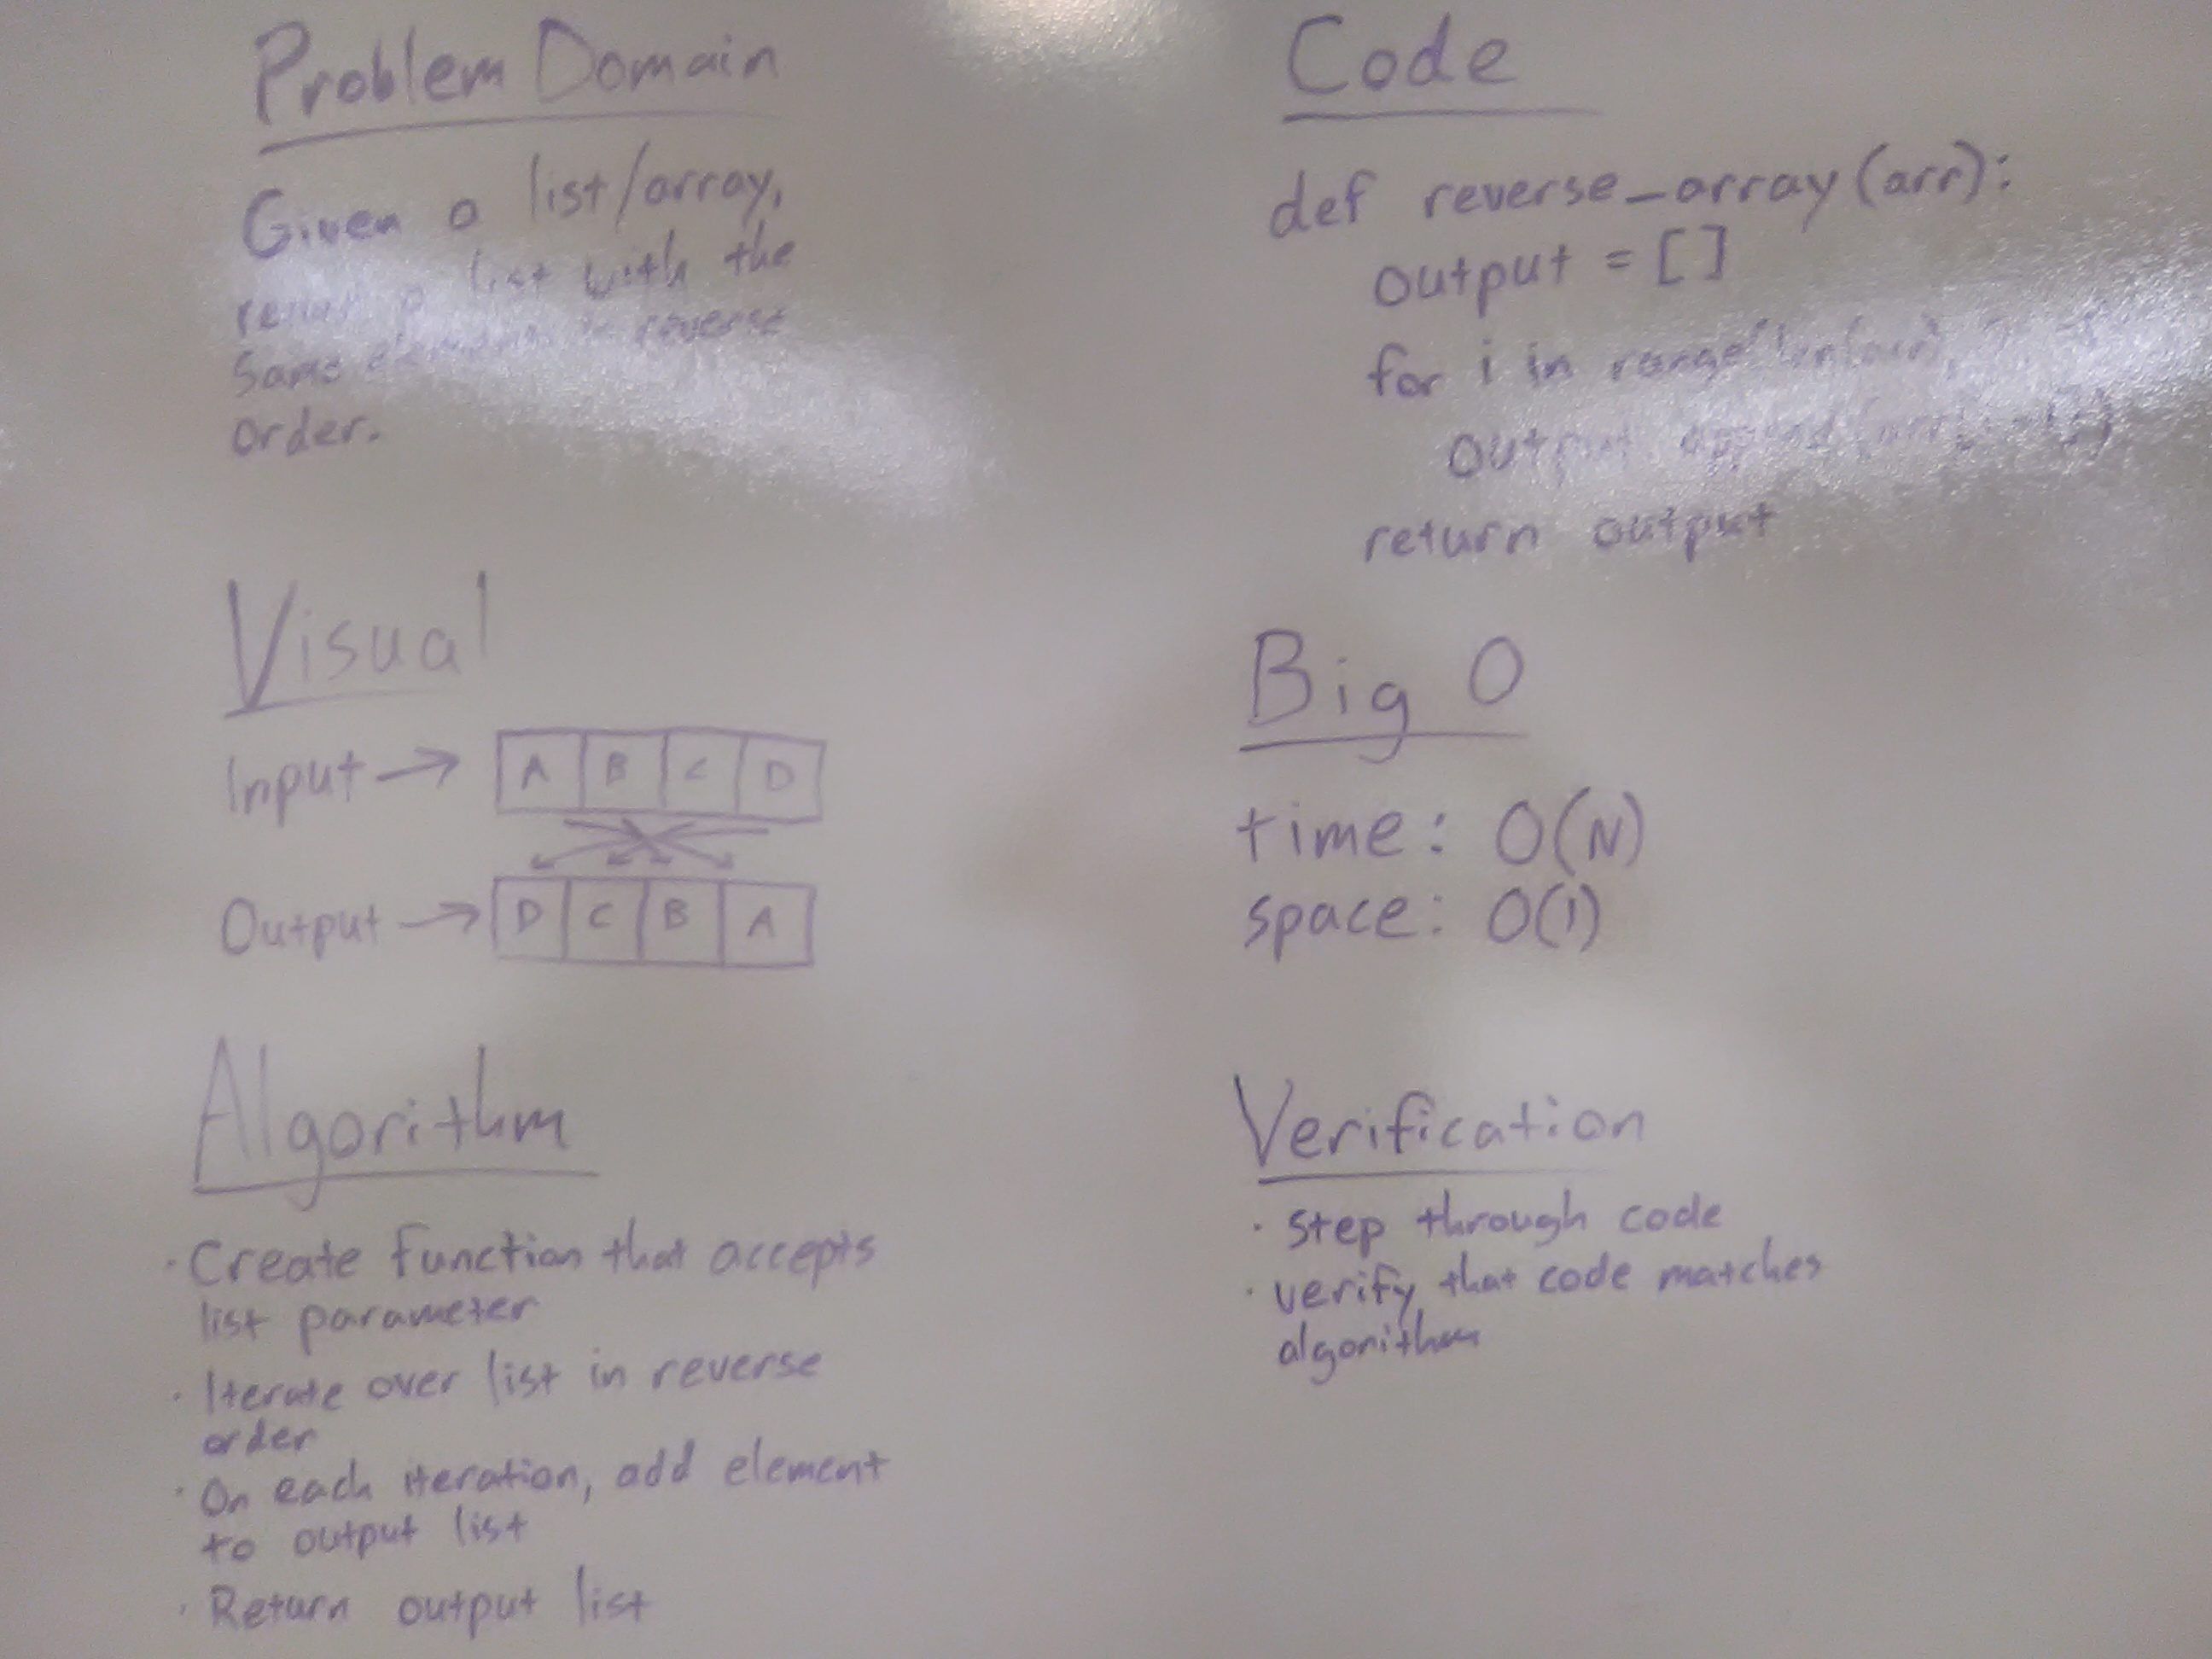 Problem Domain
Given a list/array,
return a list with the
same elements in reverse
order.
Visual
Input → A B C D
Output → D C B A
Algorithm
· Create function that accepts
list parameter
· Iterate over list in reverse
order
· On each iteration, add element
to output list
· Return output list
Code
def reverse_array(arr):
output = []
for i in range(len(arr),
output.append(arr[
return output
Big O
time: O(N)
space: O(1)
Verification
· step through code
· verify that code matches
algorithm